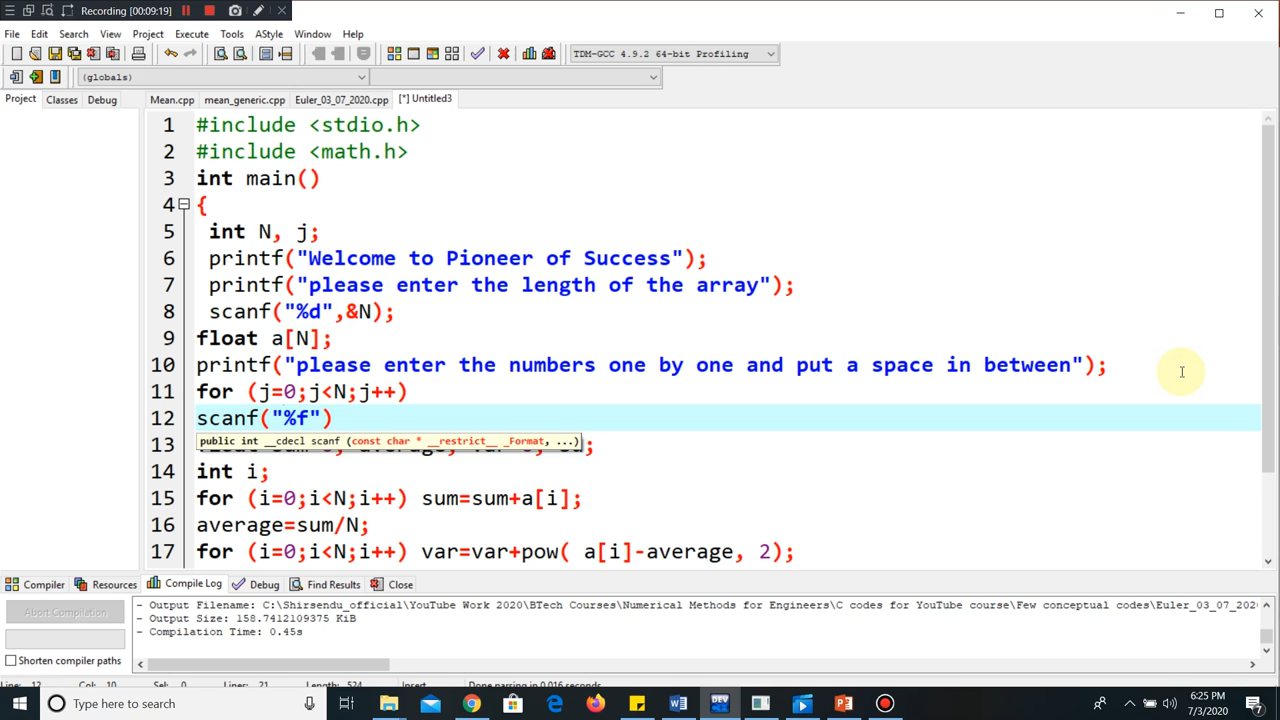 Recording [00:09:19]
File Edit Search View Project Execute Tools AStyle Window Help
TDM-GCC 4.9.2 64-bit Profiling
(globals)
Project Classes Debug
Mean.cpp mean_generic.cpp Euler_03_07_2020.cpp [*] Untitled3
1 #include <stdio.h>
2 #include <math.h>
3 int main()
4 {
5 int N, j;
6 printf("Welcome to Pioneer of Success");
7 printf("please enter the length of the array");
8 scanf("%d",&N);
9 float a[N];
10 printf("please enter the numbers one by one and put a space in between");
11 for (j=0;j<N;j++)
12 scanf("%f")
public int __cdecl scanf (const char * __restrict__ _Format, ...)
13
14 int i;
15 for (i=0;i<N;i++) sum=sum+a[i];
16 average=sum/N;
17 for (i=0;i<N;i++) var=var+pow( a[i]-average, 2);
Compiler Resources Compile Log Debug Find Results Close
Abort Compilation
Shorten compiler paths
- Output Filename: C:\Shirsendu_official\YouTube Work 2020\BTech Courses\Numerical Methods for Engineers\C codes for YouTube course\Few conceptual codes\Euler_03_07_202
- Output Size: 158.7412109375 KiB
- Compilation Time: 0.45s
Type here to search
6:25 PM
7/3/2020
7